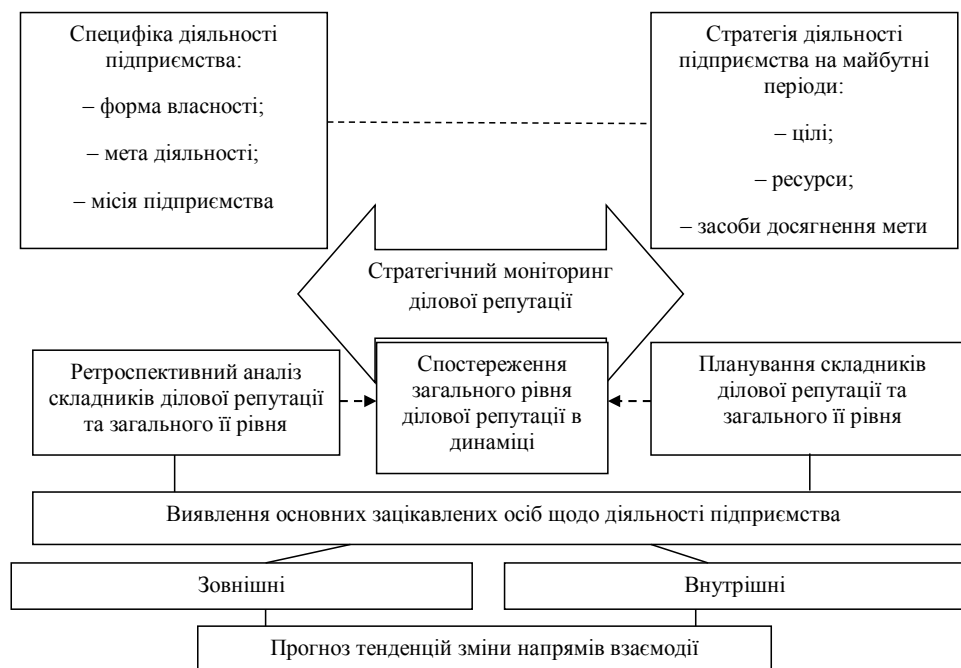 Специфіка діяльності
підприємства:
– форма власності;
– мета діяльності;
– місія підприємства
Стратегія діяльності
підприємства на майбутні
періоди:
– цілі;
– ресурси;
– засоби досягнення мети
Стратегічний моніторинг
ділової репутації
Ретроспективний аналіз
складників ділової репутації
та загального її рівня
Спостереження
загального рівня
ділової репутації в
динаміці
Планування складників
ділової репутації та
загального її рівня
Виявлення основних зацікавлених осіб щодо діяльності підприємства
Зовнішні
Внутрішні
Прогноз тенденцій зміни напрямів взаємодії